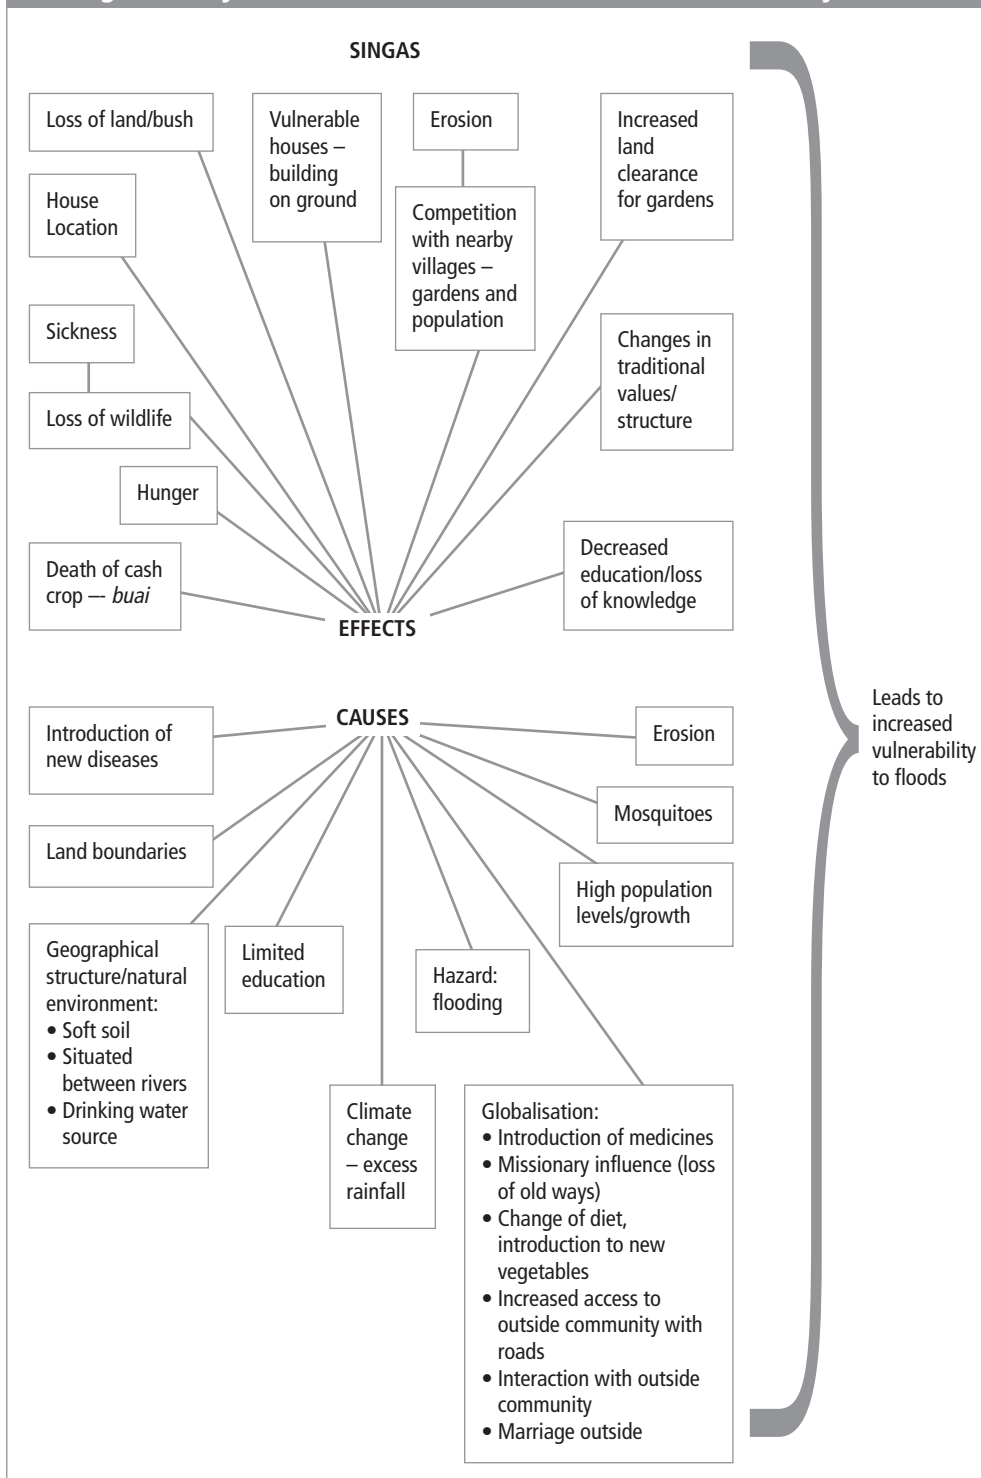 SINGAS
Loss of land/bush
Vulnerable
houses –
building
on ground
Erosion
Increased
land
clearance
for gardens
House
Location
Competition
with nearby
villages –
gardens and
population
Sickness
Changes in
traditional
values/
structure
Loss of wildlife
Hunger
Death of cash
crop –- buai
Decreased
education/loss
of knowledge
EFFECTS
CAUSES
Introduction of
new diseases
Erosion
Mosquitoes
Land boundaries
High population
levels/growth
Geographical
structure/natural
environment:
• Soft soil
• Situated
between rivers
• Drinking water
source
Limited
education
Hazard:
flooding
Climate
change
– excess
rainfall
Globalisation:
• Introduction of medicines
• Missionary influence (loss
of old ways)
• Change of diet,
introduction to new
vegetables
• Increased access to
outside community with
roads
• Interaction with outside
community
• Marriage outside
Leads to
increased
vulnerability
to floods